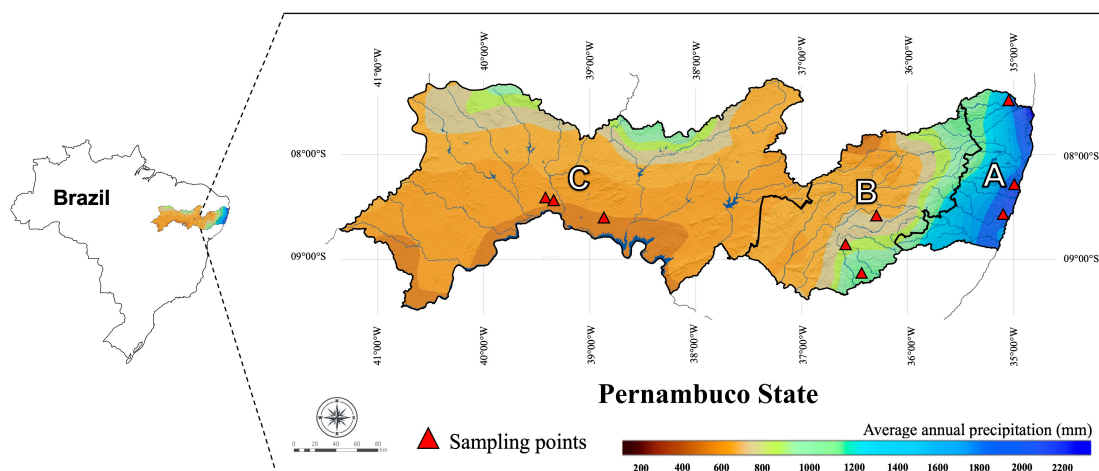 41°00"W
40°00"W
39°00"W
38°00"W
37°00"W
36°00"W
35°00"W
08°00"S
08°00"S
Brazil
C
B
A
09°00"S
09°00"S
41°00"W
40°00"W
39°00"W
38°00"W
37°00"W
36°00"W
35°00"W
Pernambuco State
N
E
S
W
0 20 40 60 80
km
Sampling points
Average annual precipitation (mm)
200 400 600 800 1000 1200 1400 1600 1800 2000 2200